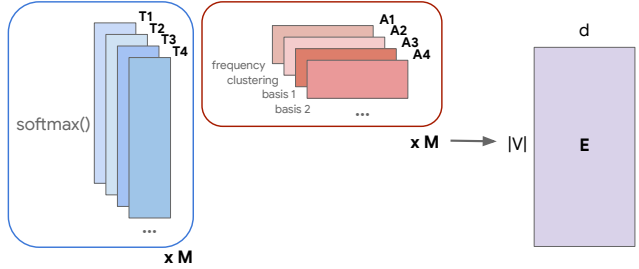 T1
T2
T3
T4
softmax()
...
x M
A1
A2
A3
A4
frequency
clustering
basis 1
basis 2
...
x M
d
|V|
E